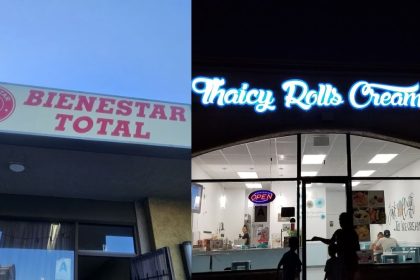 BIENESTAR
TOTAL
Thaicy Rolls Cream
OPEN